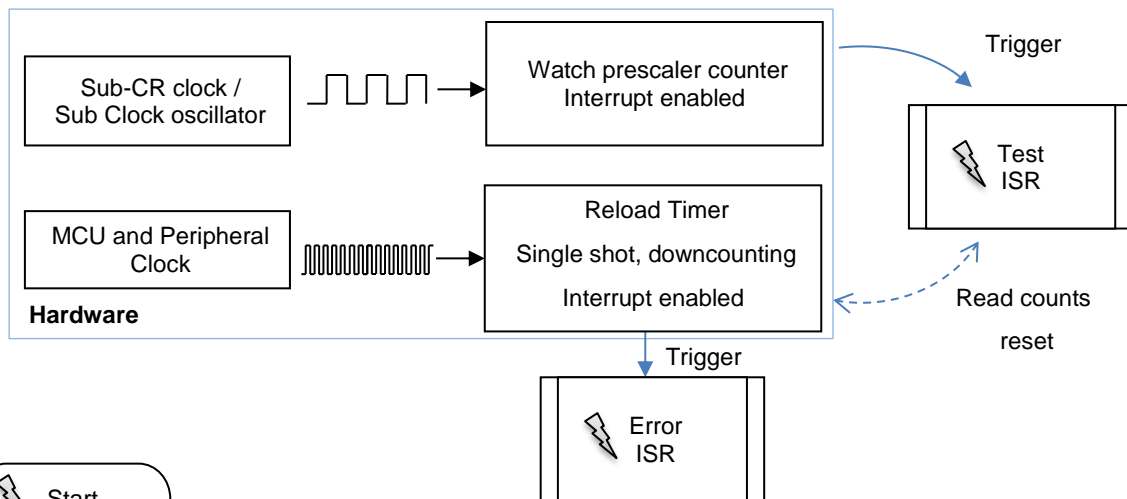 Sub-CR clock /
Sub Clock oscillator
Watch prescaler counter
Interrupt enabled
Trigger
Test
ISR
MCU and Peripheral
Clock
Reload Timer
Single shot, downcounting
Interrupt enabled
Hardware
Read counts
reset
Trigger
Error
ISR
Start